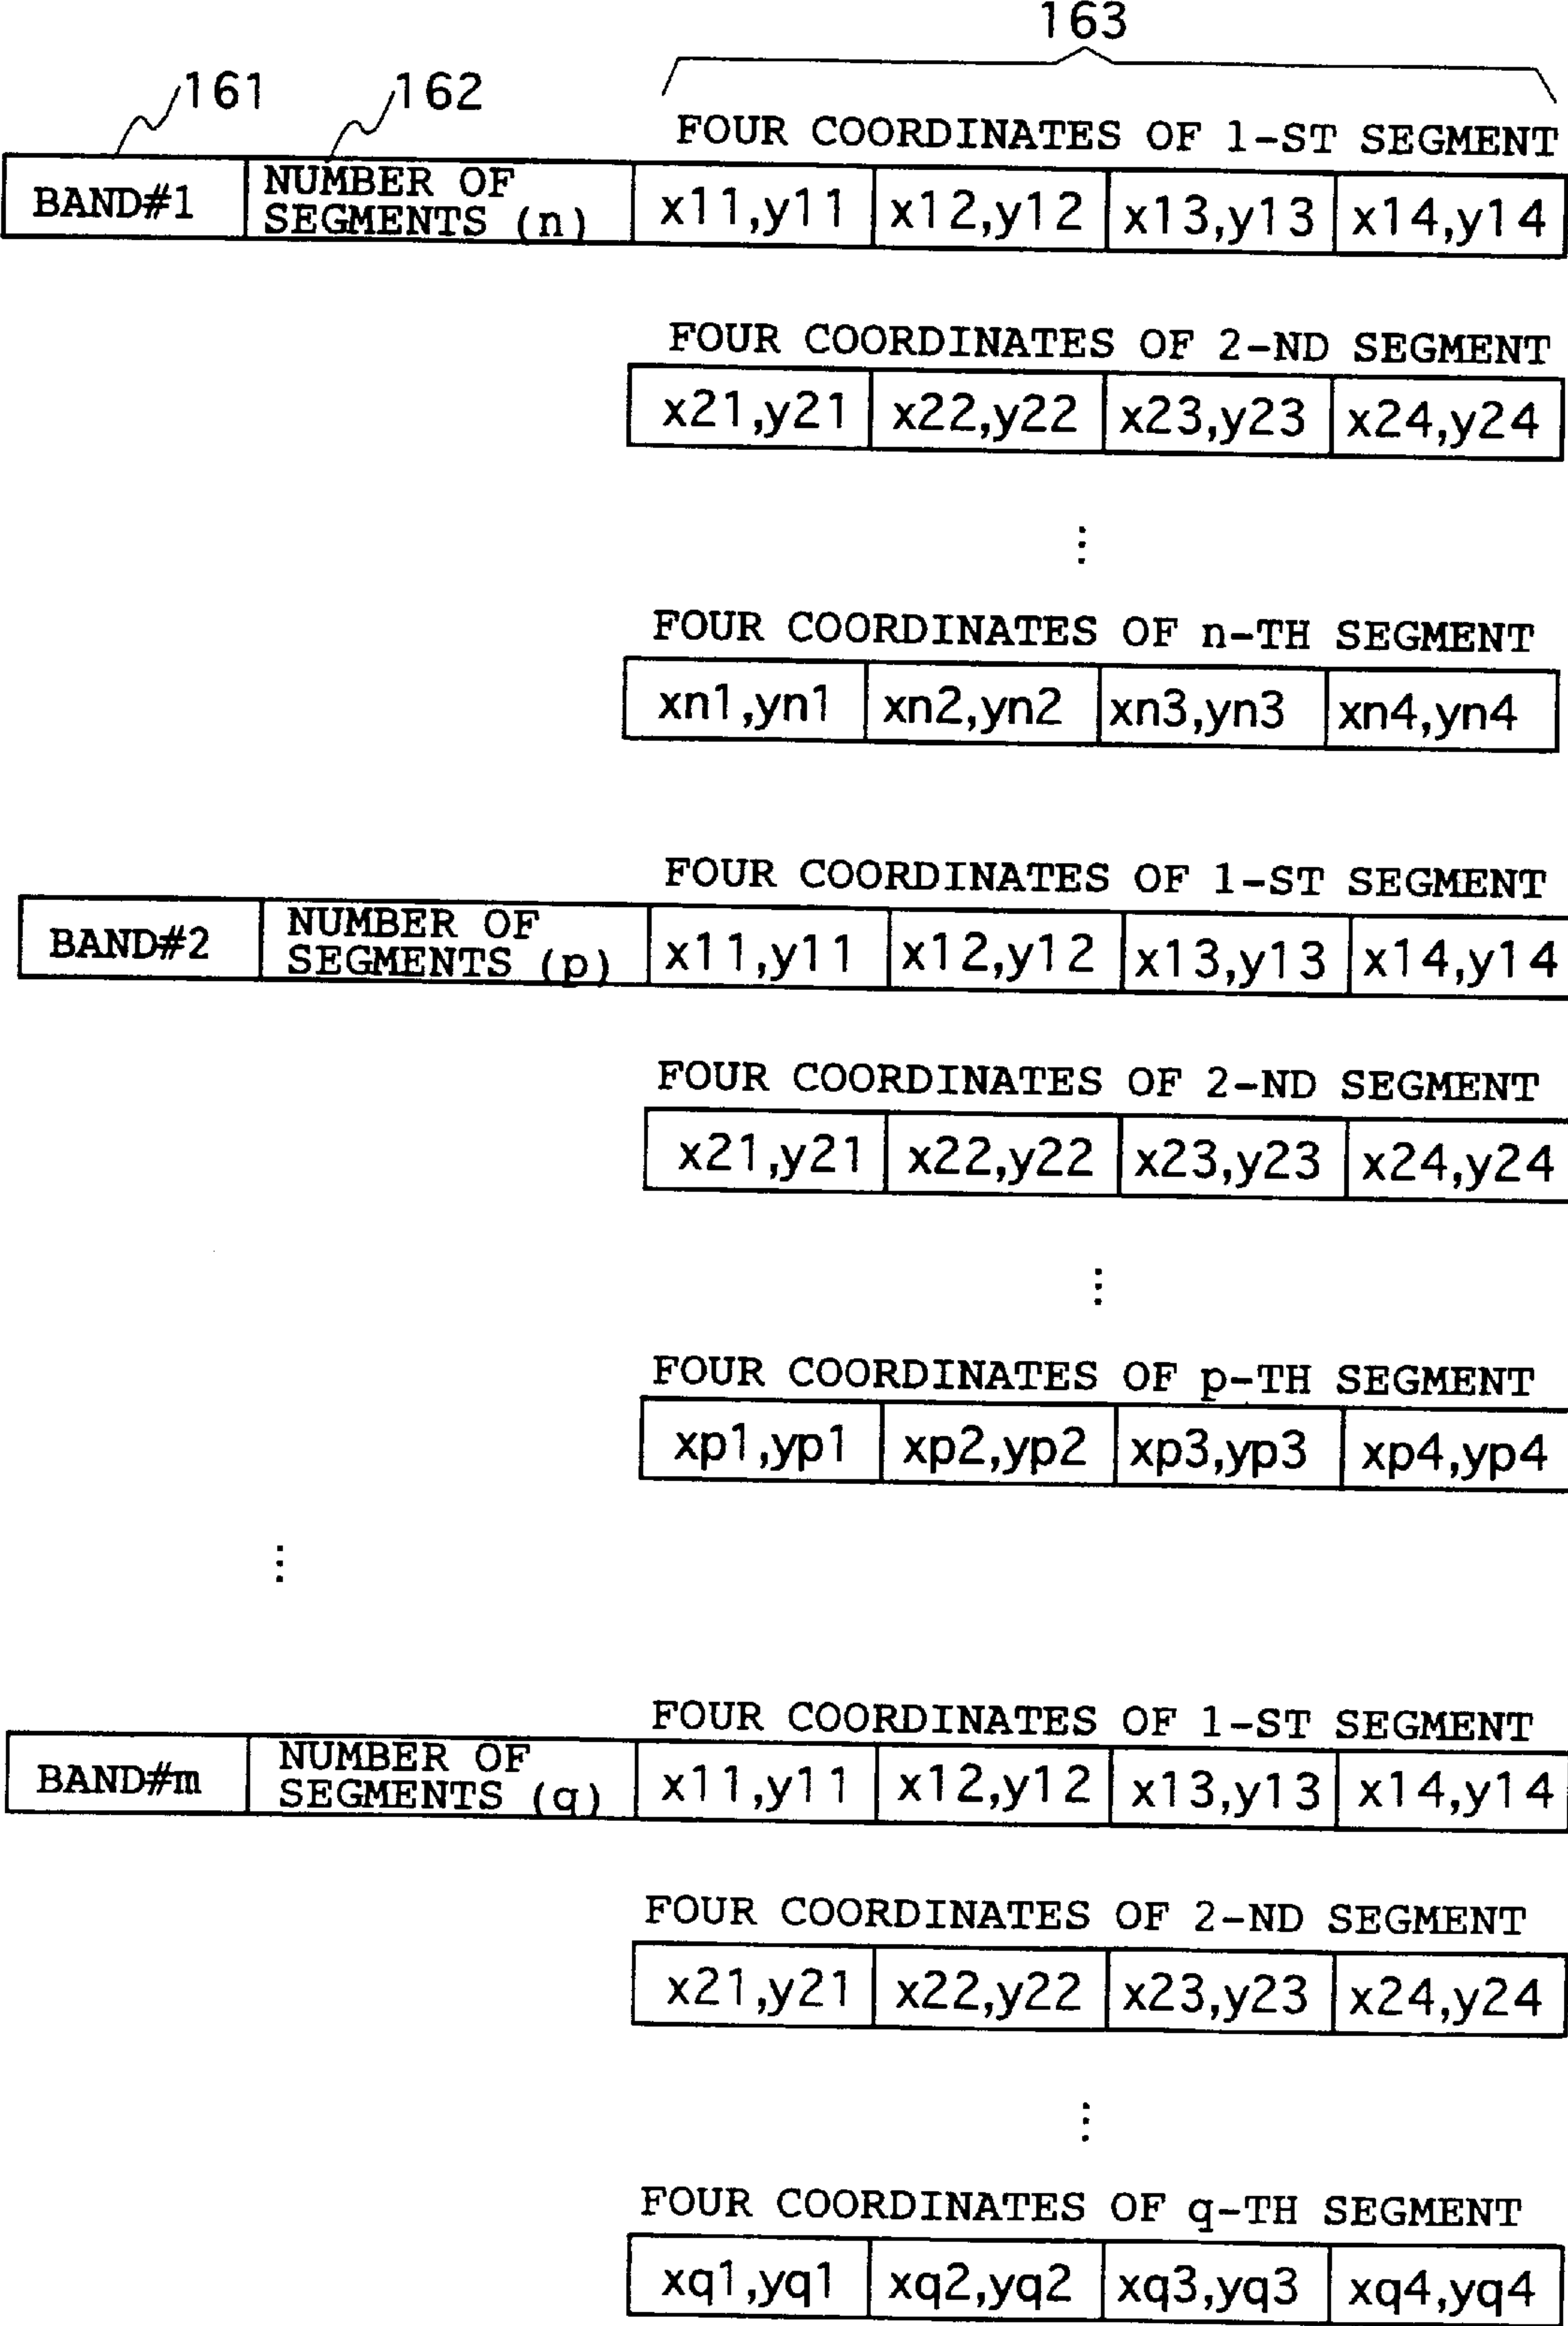 163
161 162
FOUR COORDINATES OF 1-ST SEGMENT
BAND#1 NUMBER OF SEGMENTS (n) x11,y11 x12,y12 x13,y13 x14,y14
FOUR COORDINATES OF 2-ND SEGMENT
x21,y21 x22,y22 x23,y23 x24,y24
⋮
FOUR COORDINATES OF n-TH SEGMENT
xn1,yn1 xn2,yn2 xn3,yn3 xn4,yn4
FOUR COORDINATES OF 1-ST SEGMENT
BAND#2 NUMBER OF SEGMENTS (p) x11,y11 x12,y12 x13,y13 x14,y14
FOUR COORDINATES OF 2-ND SEGMENT
x21,y21 x22,y22 x23,y23 x24,y24
⋮
FOUR COORDINATES OF p-TH SEGMENT
xp1,yp1 xp2,yp2 xp3,yp3 xp4,yp4
⋮
FOUR COORDINATES OF 1-ST SEGMENT
BAND#m NUMBER OF SEGMENTS (q) x11,y11 x12,y12 x13,y13 x14,y14
FOUR COORDINATES OF 2-ND SEGMENT
x21,y21 x22,y22 x23,y23 x24,y24
⋮
FOUR COORDINATES OF q-TH SEGMENT
xq1,yq1 xq2,yq2 xq3,yq3 xq4,yq4